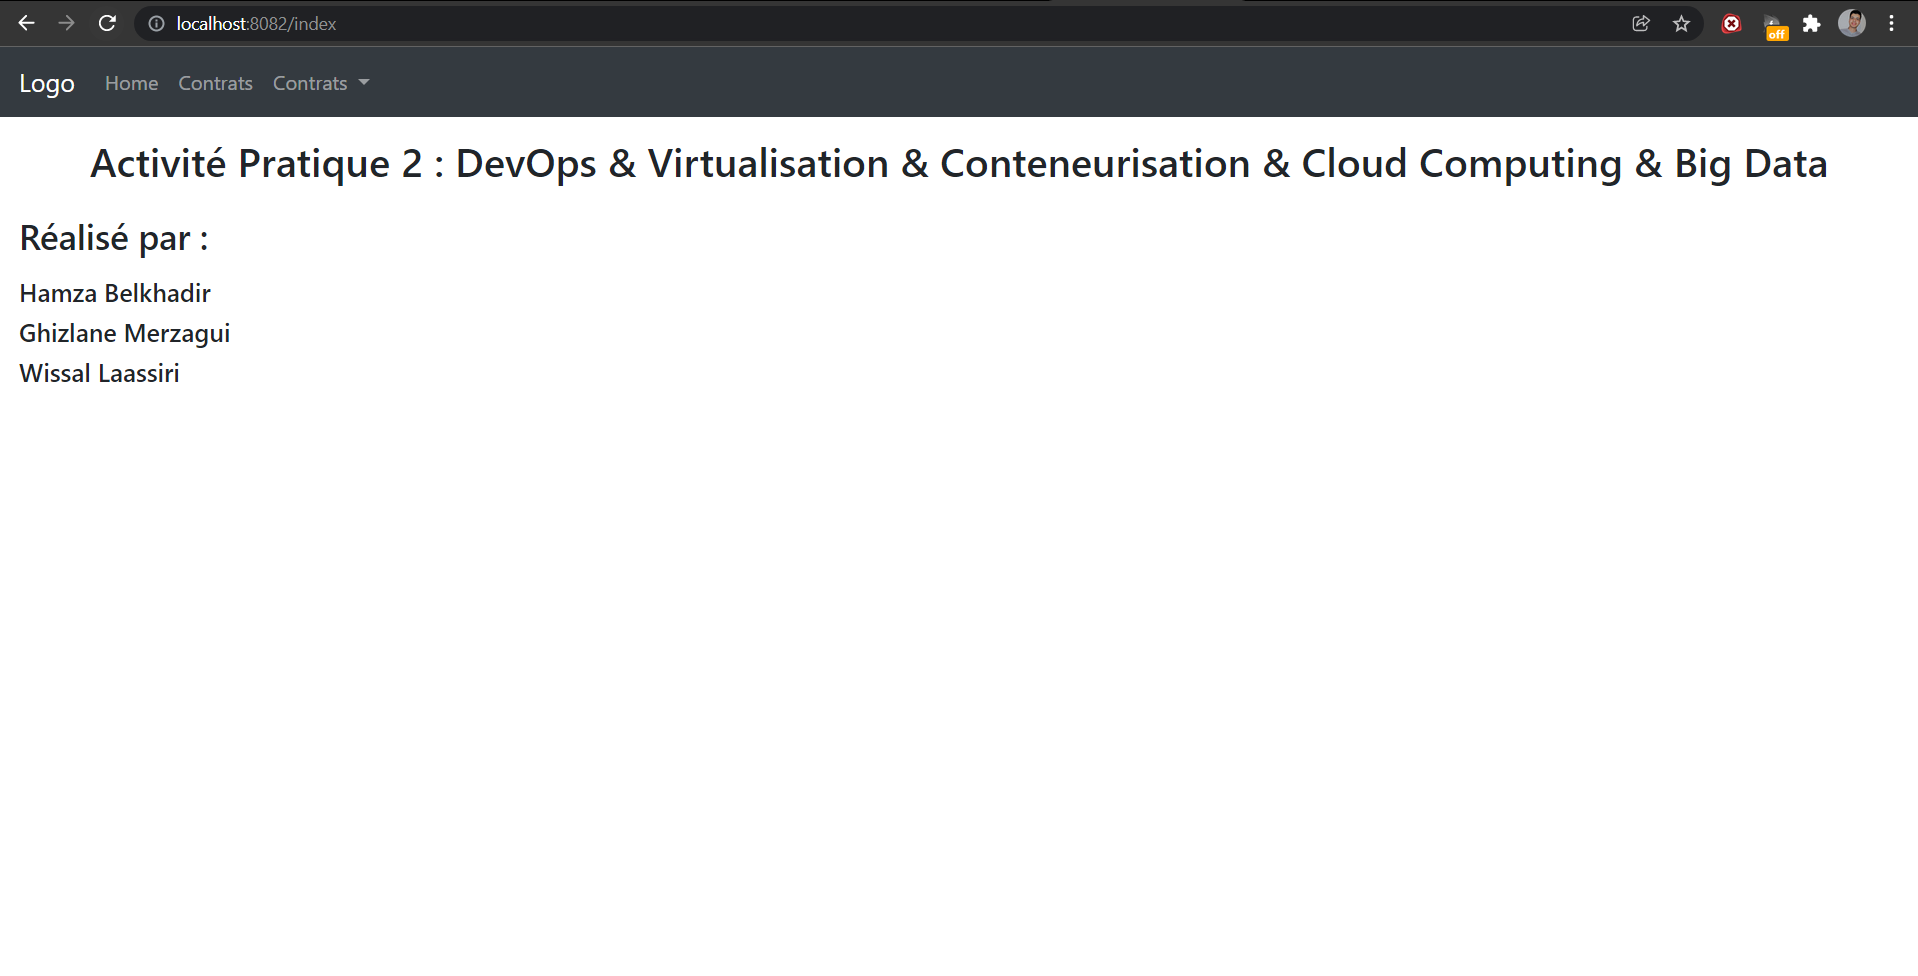 localhost:8082/index
off
Logo Home Contrats Contrats
Activité Pratique 2 : DevOps & Virtualisation & Conteneurisation & Cloud Computing & Big Data
Réalisé par :
Hamza Belkhadir
Ghizlane Merzagui
Wissal Laassiri